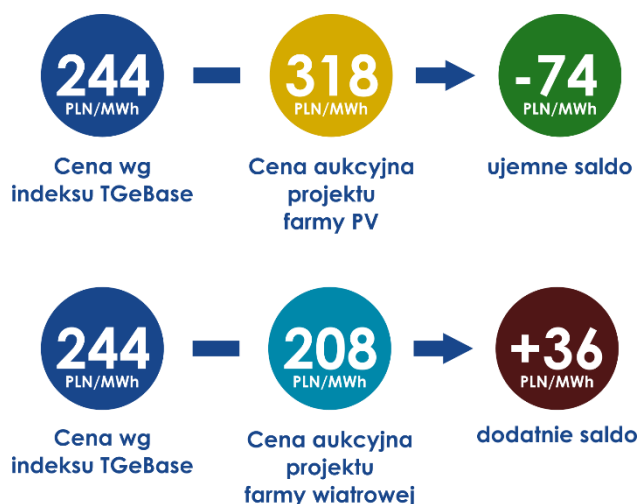 244
PLN/MWh
318
PLN/MWh
-74
PLN/MWh
Cena wg
indeksu TGeBase
Cena aukcyjna
projektu
farmy PV
ujemne saldo
244
PLN/MWh
208
PLN/MWh
+36
PLN/MWh
Cena wg
indeksu TGeBase
Cena aukcyjna
projektu
farmy wiatrowej
dodatnie saldo